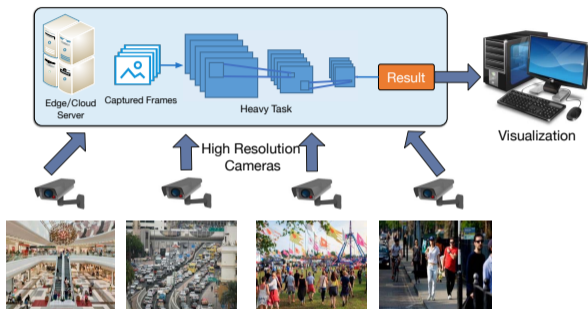 Edge/Cloud
Server
Captured Frames
Heavy Task
Result
Visualization
High Resolution
Cameras